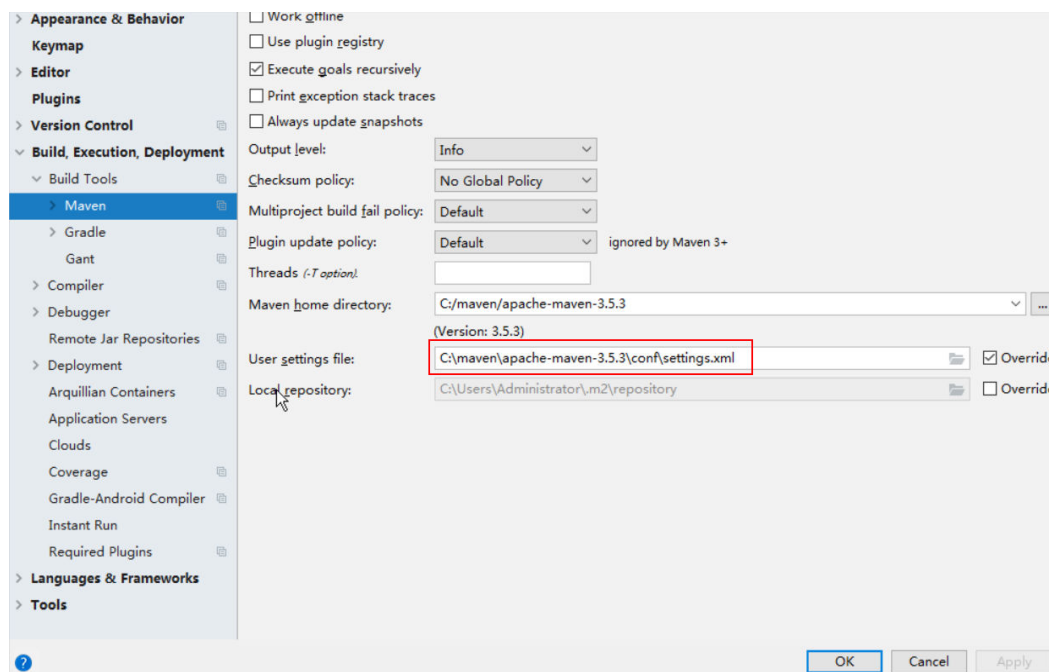 Appearance & Behavior
Keymap
Editor
Plugins
Version Control
Build, Execution, Deployment
Build Tools
Maven
Gradle
Gant
Compiler
Debugger
Remote Jar Repositories
Deployment
Arquillian Containers
Application Servers
Clouds
Coverage
Gradle-Android Compiler
Instant Run
Required Plugins
Languages & Frameworks
Tools
Work offline
Use plugin registry
Execute goals recursively
Print exception stack traces
Always update snapshots
Output level: Info
Checksum policy: No Global Policy
Multiproject build fail policy: Default
Plugin update policy: Default ignored by Maven 3+
Threads (-T option).
Maven home directory: C:/maven/apache-maven-3.5.3 ...
(Version: 3.5.3)
User settings file: C:\maven\apache-maven-3.5.3\conf\settings.xml Override
Local repository: C:\Users\Administrator\.m2\repository Override
? OK Cancel Apply